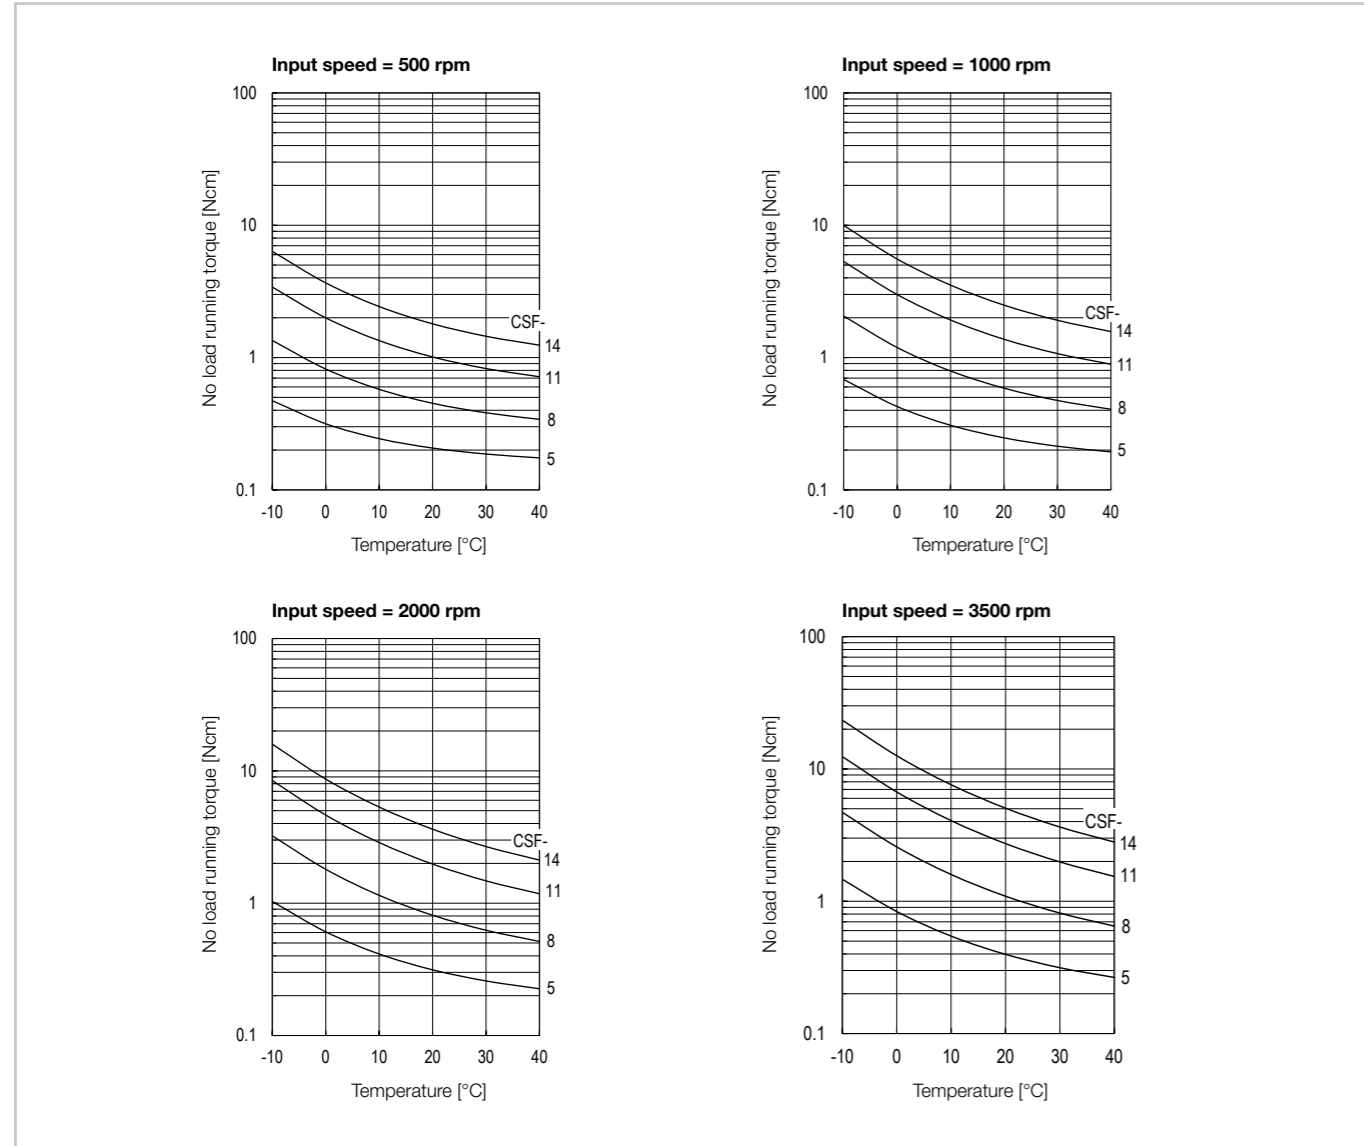 Input speed = 500 rpm
100
10
1
0.1
No load running torque [Ncm]
CSF-
14
11
8
5
-10 0 10 20 30 40
Temperature [°C]
Input speed = 1000 rpm
100
10
1
0.1
No load running torque [Ncm]
CSF-
14
11
8
5
-10 0 10 20 30 40
Temperature [°C]
Input speed = 2000 rpm
100
10
1
0.1
No load running torque [Ncm]
CSF-
14
11
8
5
-10 0 10 20 30 40
Temperature [°C]
Input speed = 3500 rpm
100
10
1
0.1
No load running torque [Ncm]
CSF-
14
11
8
5
-10 0 10 20 30 40
Temperature [°C]